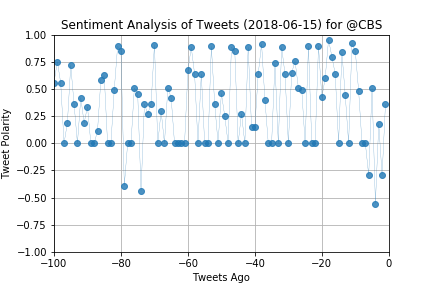 Sentiment Analysis of Tweets (2018-06-15) for @CBS
1.00
0.75
0.50
0.25
0.00
−0.25
−0.50
−0.75
−1.00
Tweet Polarity
−100 −80 −60 −40 −20 0
Tweets Ago